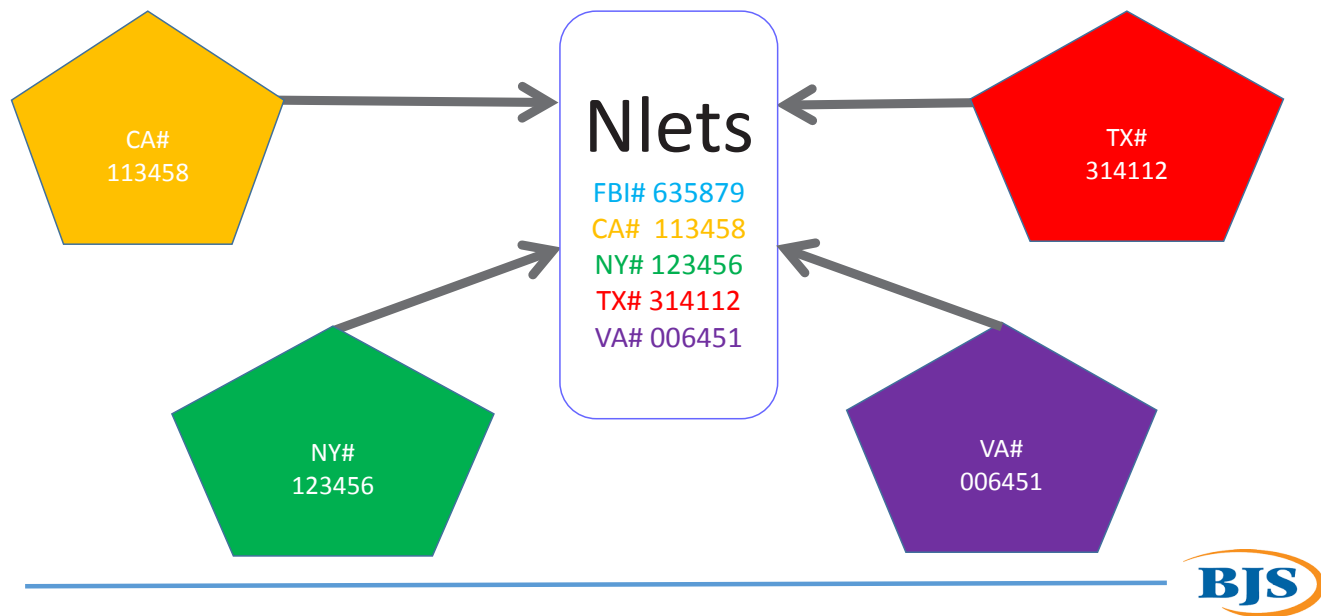 CA#
113458
Nlets
FBI# 635879
CA# 113458
NY# 123456
TX# 314112
VA# 006451
TX#
314112
NY#
123456
VA#
006451
BJS